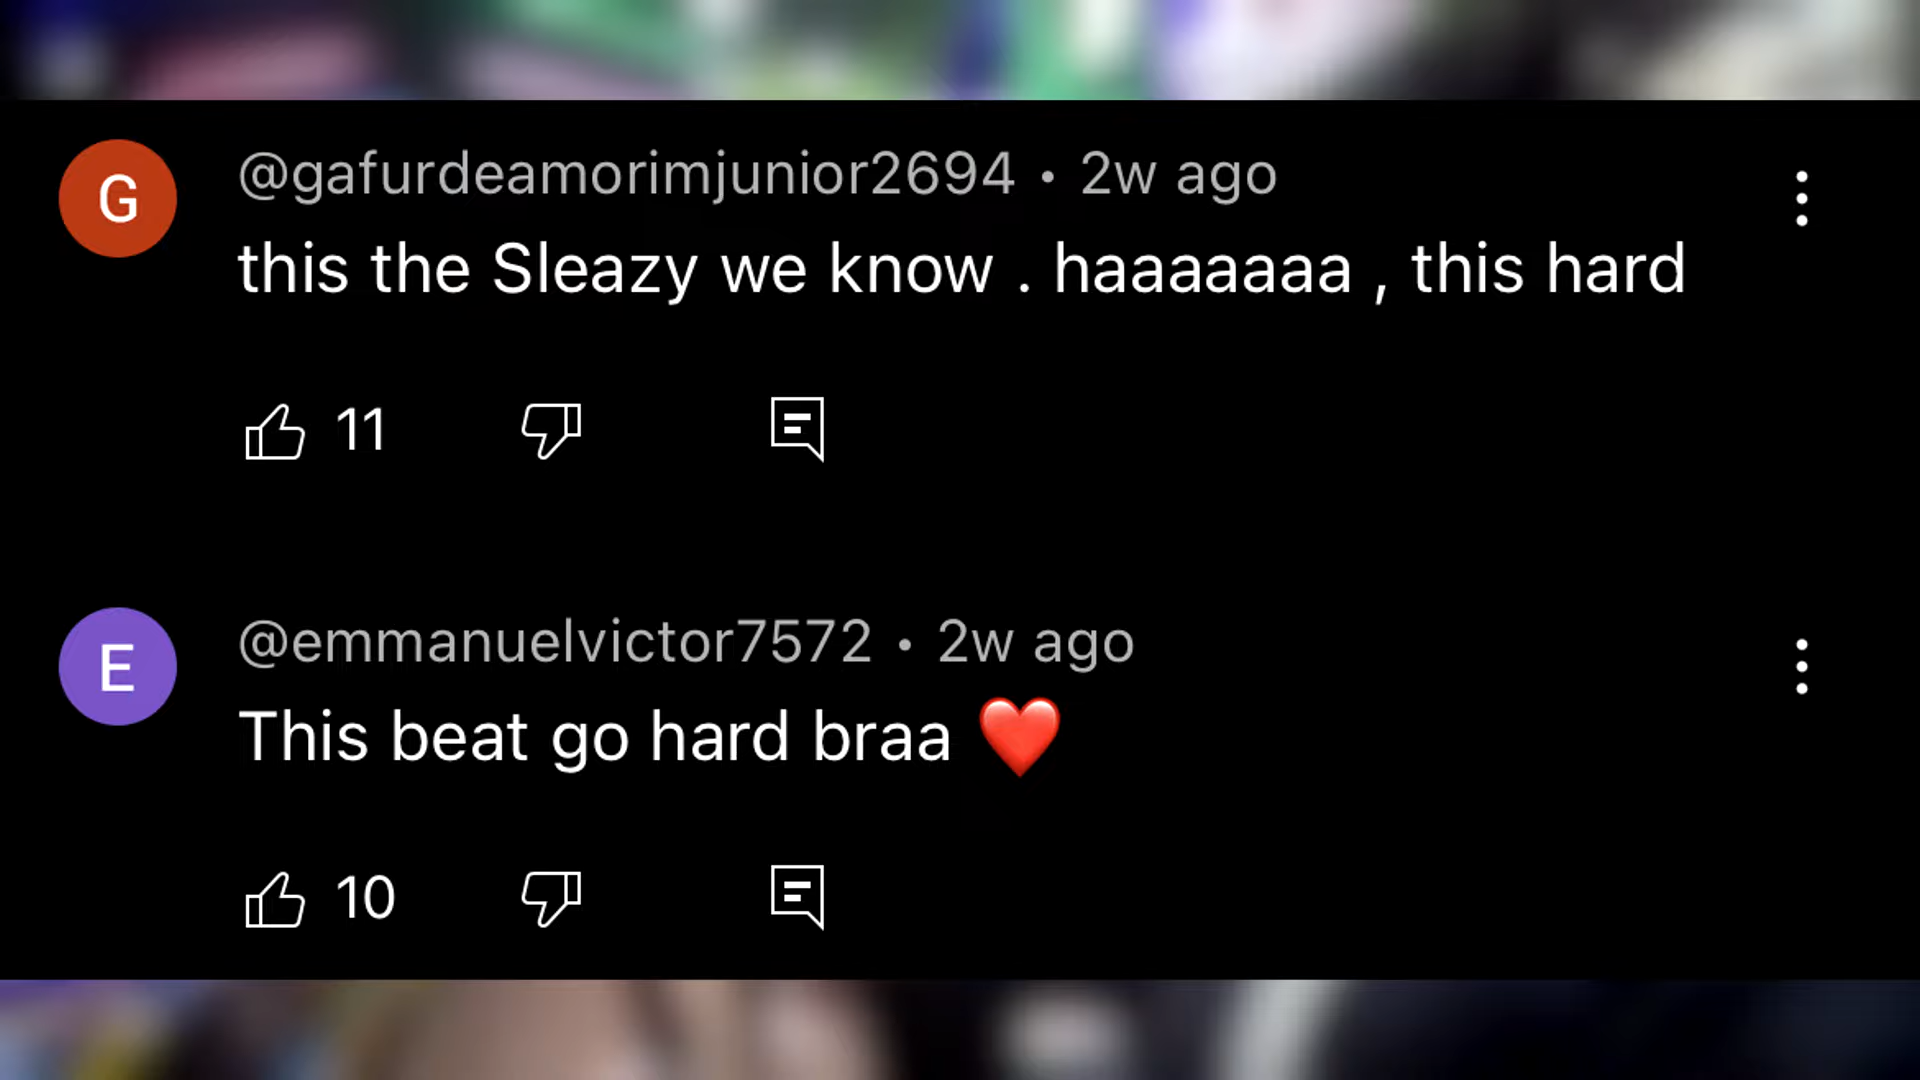 G
@gafurdeamorimjunior2694 • 2w ago
this the Sleazy we know . haaaaaaa , this hard
11
E
@emmanuelvictor7572 • 2w ago
This beat go hard braa ❤️
10